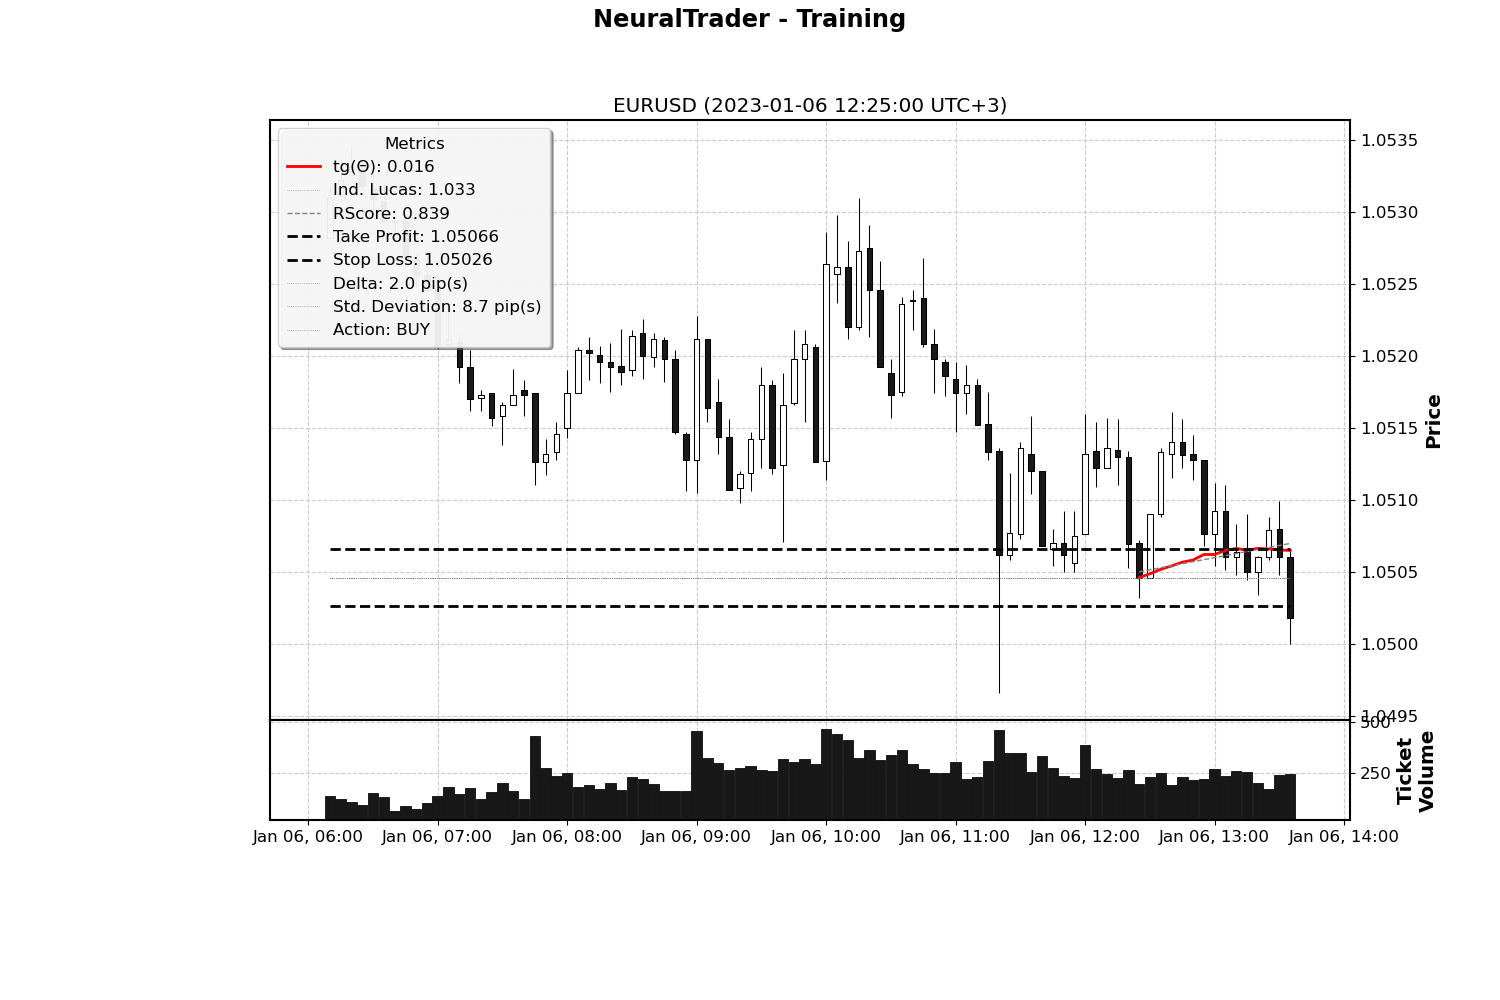 NeuralTrader - Training
EURUSD (2023-01-06 12:25:00 UTC+3)
Metrics
tg(Θ): 0.016
Ind. Lucas: 1.033
RScore: 0.839
Take Profit: 1.05066
Stop Loss: 1.05026
Delta: 2.0 pip(s)
Std. Deviation: 8.7 pip(s)
Action: BUY
1.0535
1.0530
1.0525
1.0520
1.0515
1.0510
1.0505
1.0500
1.0495
Price
500
250
Ticket
Volume
Jan 06, 06:00
Jan 06, 07:00
Jan 06, 08:00
Jan 06, 09:00
Jan 06, 10:00
Jan 06, 11:00
Jan 06, 12:00
Jan 06, 13:00
Jan 06, 14:00